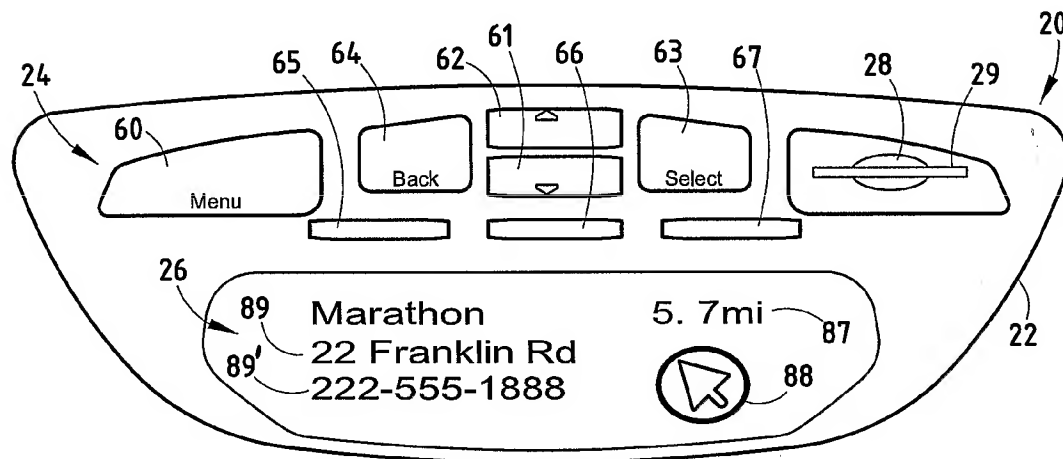 20
61
64 62 66 63 67 28 29
24 65
60
Back Select
Menu
26
89 Marathon 5. 7mi 87 22
22 Franklin Rd
89' 222-555-1888 88